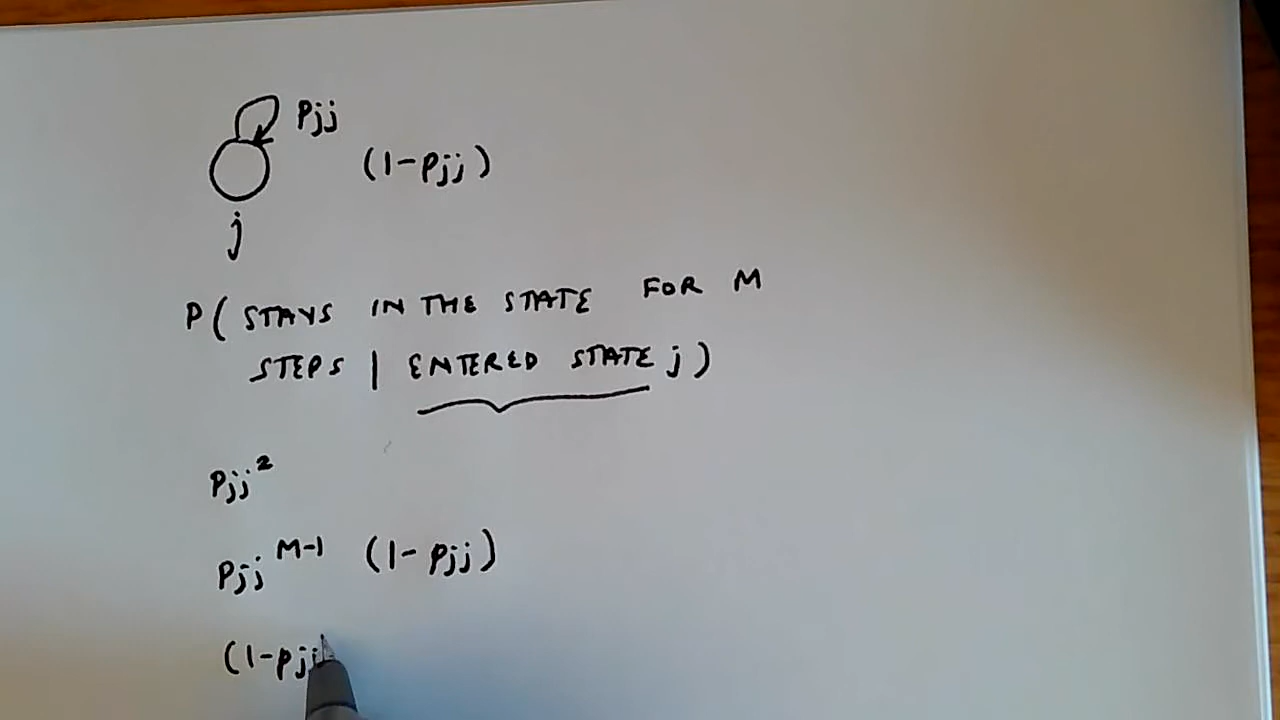 Pjj
(1-Pjj)
j
P( STAYS IN THE STATE FOR M
STEPS | ENTERED STATE j)
Pjj²
Pjj^M-1 (1-Pjj)
(1-Pjj